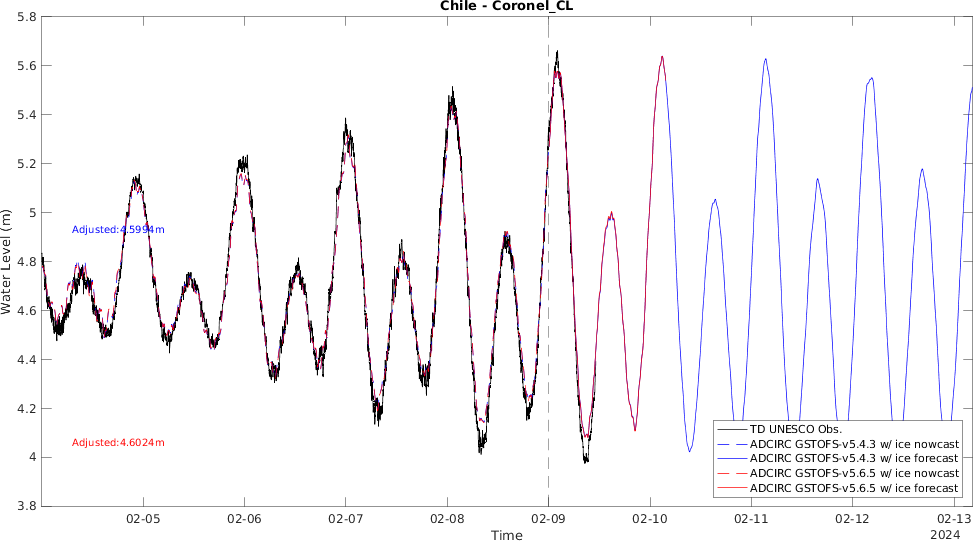 Chile - Coronel_CL
5.8
5.6
5.4
5.2
5
4.8
4.6
4.4
4.2
4
3.8
Water Level (m)
Adjusted:4.5994m
Adjusted:4.6024m
TD UNESCO Obs.
ADCIRC GSTOFS-v5.4.3 w/ ice nowcast
ADCIRC GSTOFS-v5.4.3 w/ ice forecast
ADCIRC GSTOFS-v5.6.5 w/ ice nowcast
ADCIRC GSTOFS-v5.6.5 w/ ice forecast
02-05 02-06 02-07 02-08 02-09 02-10 02-11 02-12 02-13
Time
2024